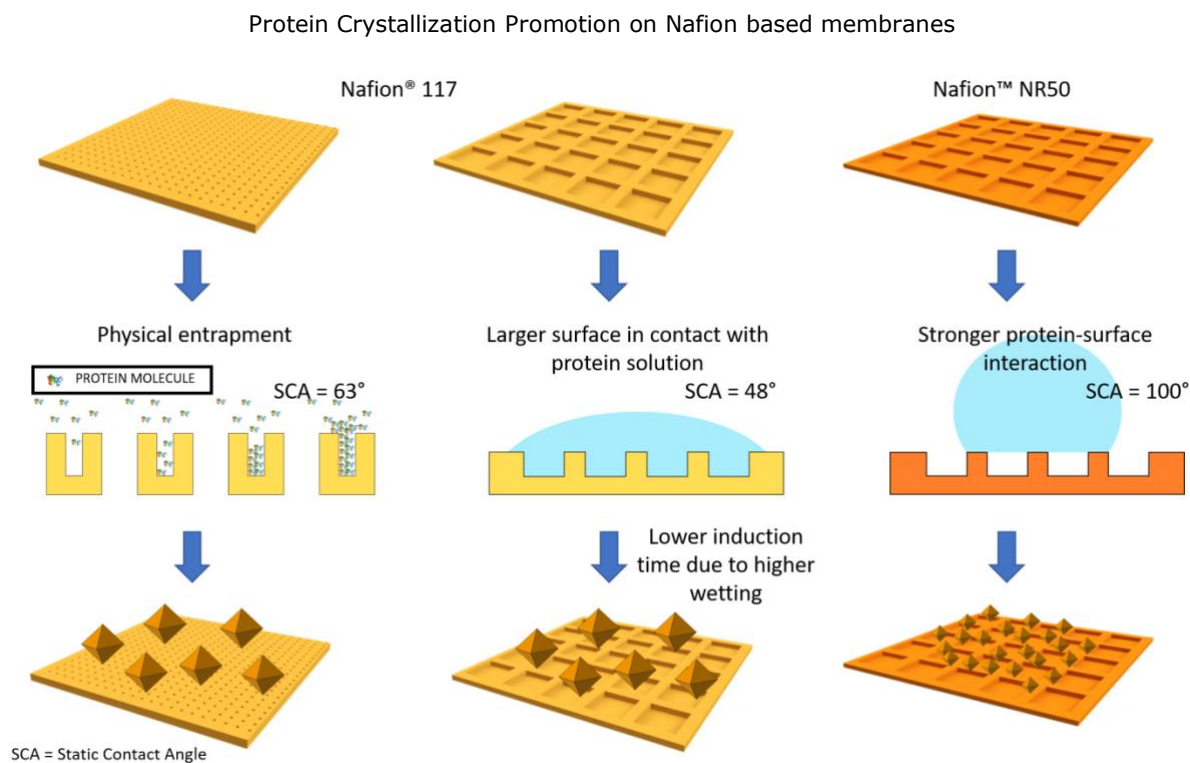 Protein Crystallization Promotion on Nafion based membranes
Nafion® 117
Nafion™ NR50
Physical entrapment
PROTEIN MOLECULE
SCA = 63°
Larger surface in contact with
protein solution
SCA = 48°
Stronger protein-surface
interaction
SCA = 100°
Lower induction
time due to higher
wetting
SCA = Static Contact Angle